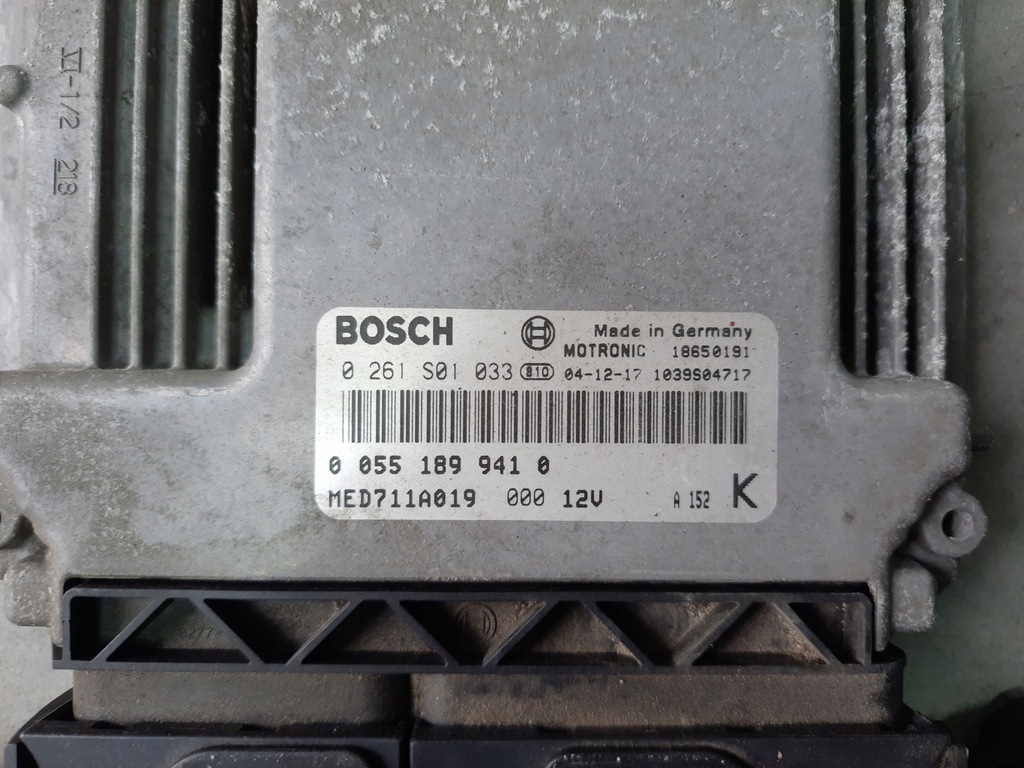 VI-1/2 218
BOSCH Made in Germany
MOTRONIC 18650191
0 261 S01 033 810 04-12-17 1039S04717
0 055 189 941 0
MED711A019 000 12V A 152 K